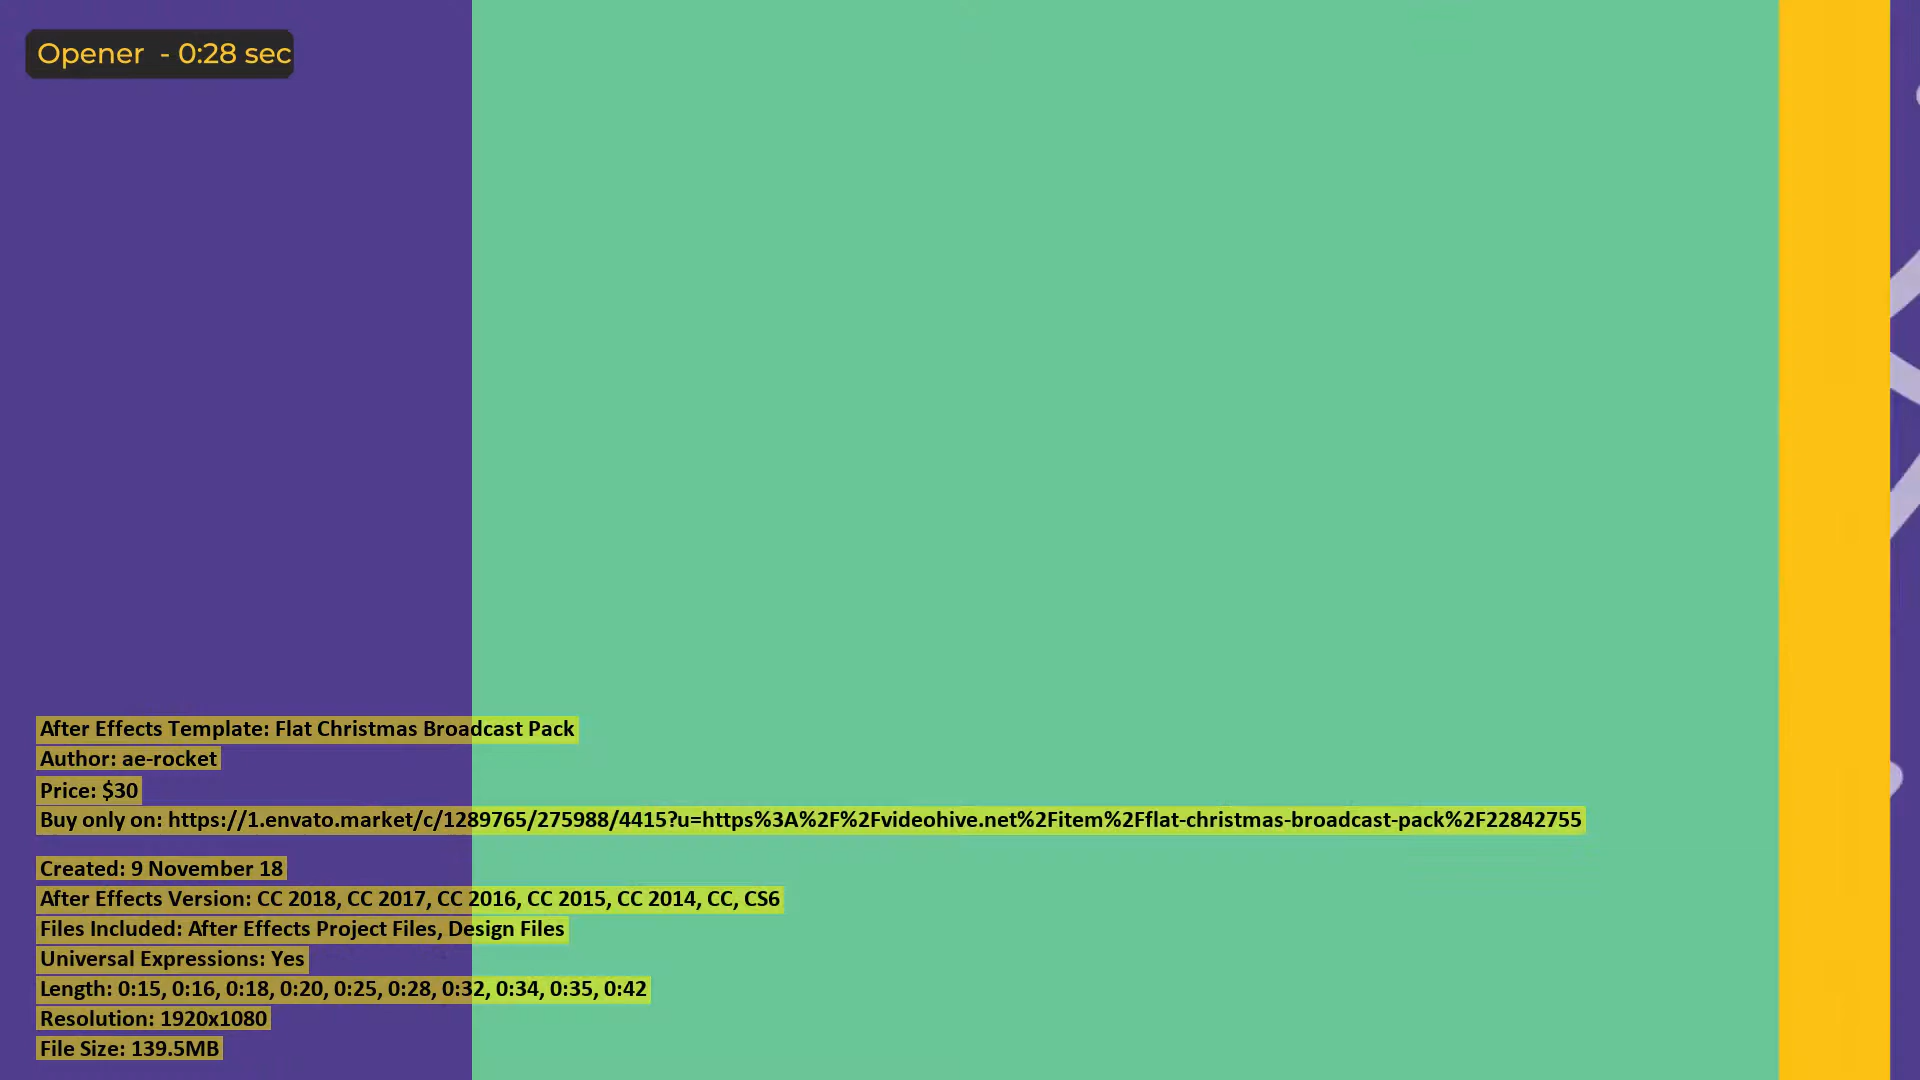 Opener - 0:28 sec
After Effects Template: Flat Christmas Broadcast Pack
Author: ae-rocket
Price: $30
Buy only on: https://1.envato.market/c/1289765/275988/4415?u=https%3A%2F%2Fvideohive.net%2Fitem%2Fflat-christmas-broadcast-pack%2F22842755
Created: 9 November 18
After Effects Version: CC 2018, CC 2017, CC 2016, CC 2015, CC 2014, CC, CS6
Files Included: After Effects Project Files, Design Files
Universal Expressions: Yes
Length: 0:15, 0:16, 0:18, 0:20, 0:25, 0:28, 0:32, 0:34, 0:35, 0:42
Resolution: 1920x1080
File Size: 139.5MB